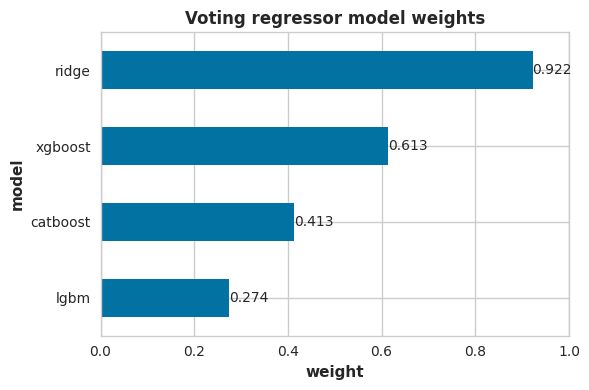 Voting regressor model weights
ridge
0.922
xgboost
0.613
catboost
0.413
lgbm
0.274
model
0.0 0.2 0.4 0.6 0.8 1.0
weight